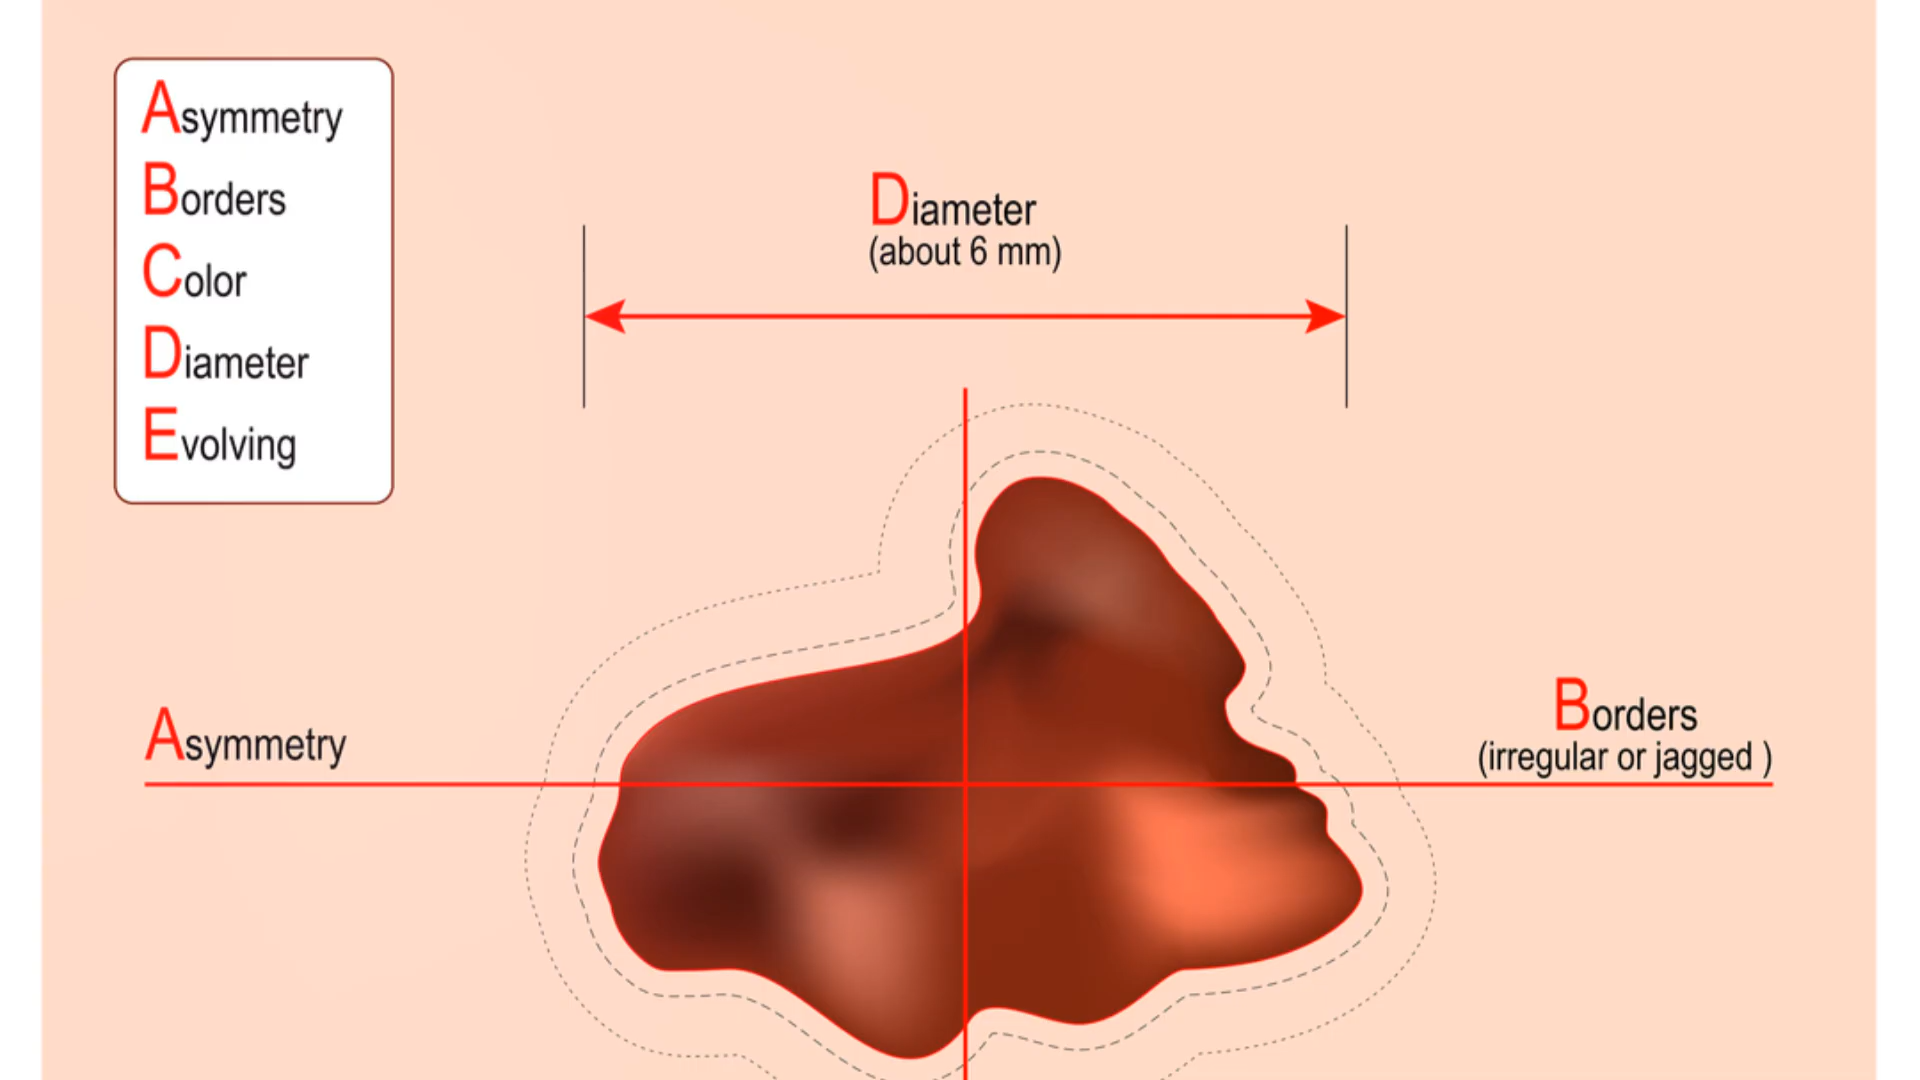 Asymmetry
Borders
Color
Diameter
Evolving
Diameter
(about 6 mm)
Asymmetry
Borders
(irregular or jagged )